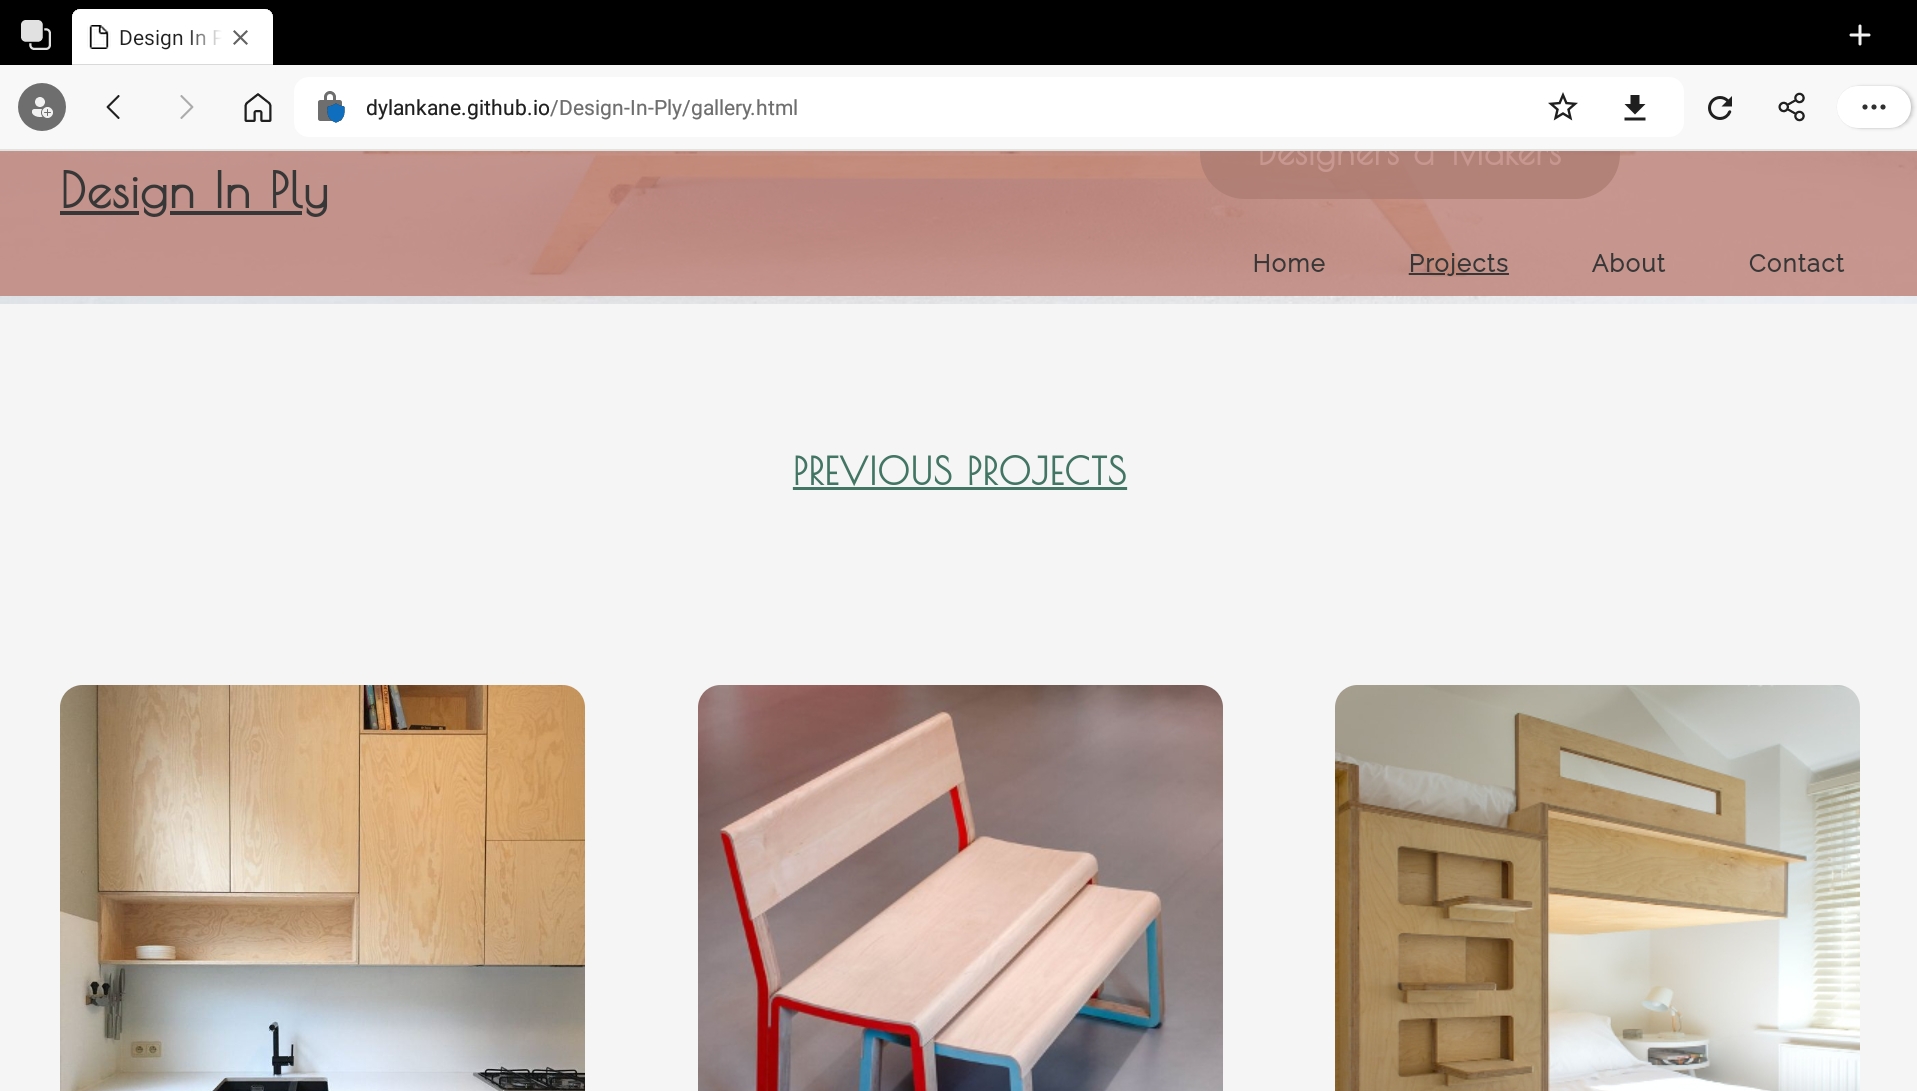 Design In P
dylankane.github.io/Design-In-Ply/gallery.html
Designers & Makers
Design In Ply
Home Projects About Contact
PREVIOUS PROJECTS